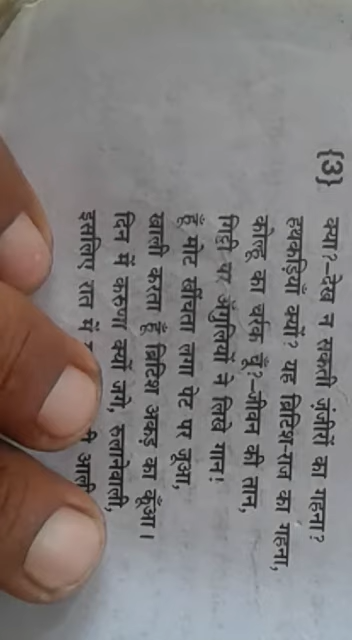 {3}
क्या?–देख न सकती ज़ंजीरों का गहना?
हथकड़ियाँ क्यों? यह ब्रिटिश-राज का गहना,
कोल्हू का चर्रक चूँ?–जीवन की तान,
गिट्टी पर अंगुलियों ने लिखे गान!
हूँ मोट खींचता लगा पेट पर जूआ,
खाली करता हूँ ब्रिटिश अकड़ का कूँआ।
दिन में करुणा क्यों जगे, रुलानेवाली,
इसलिए रात में